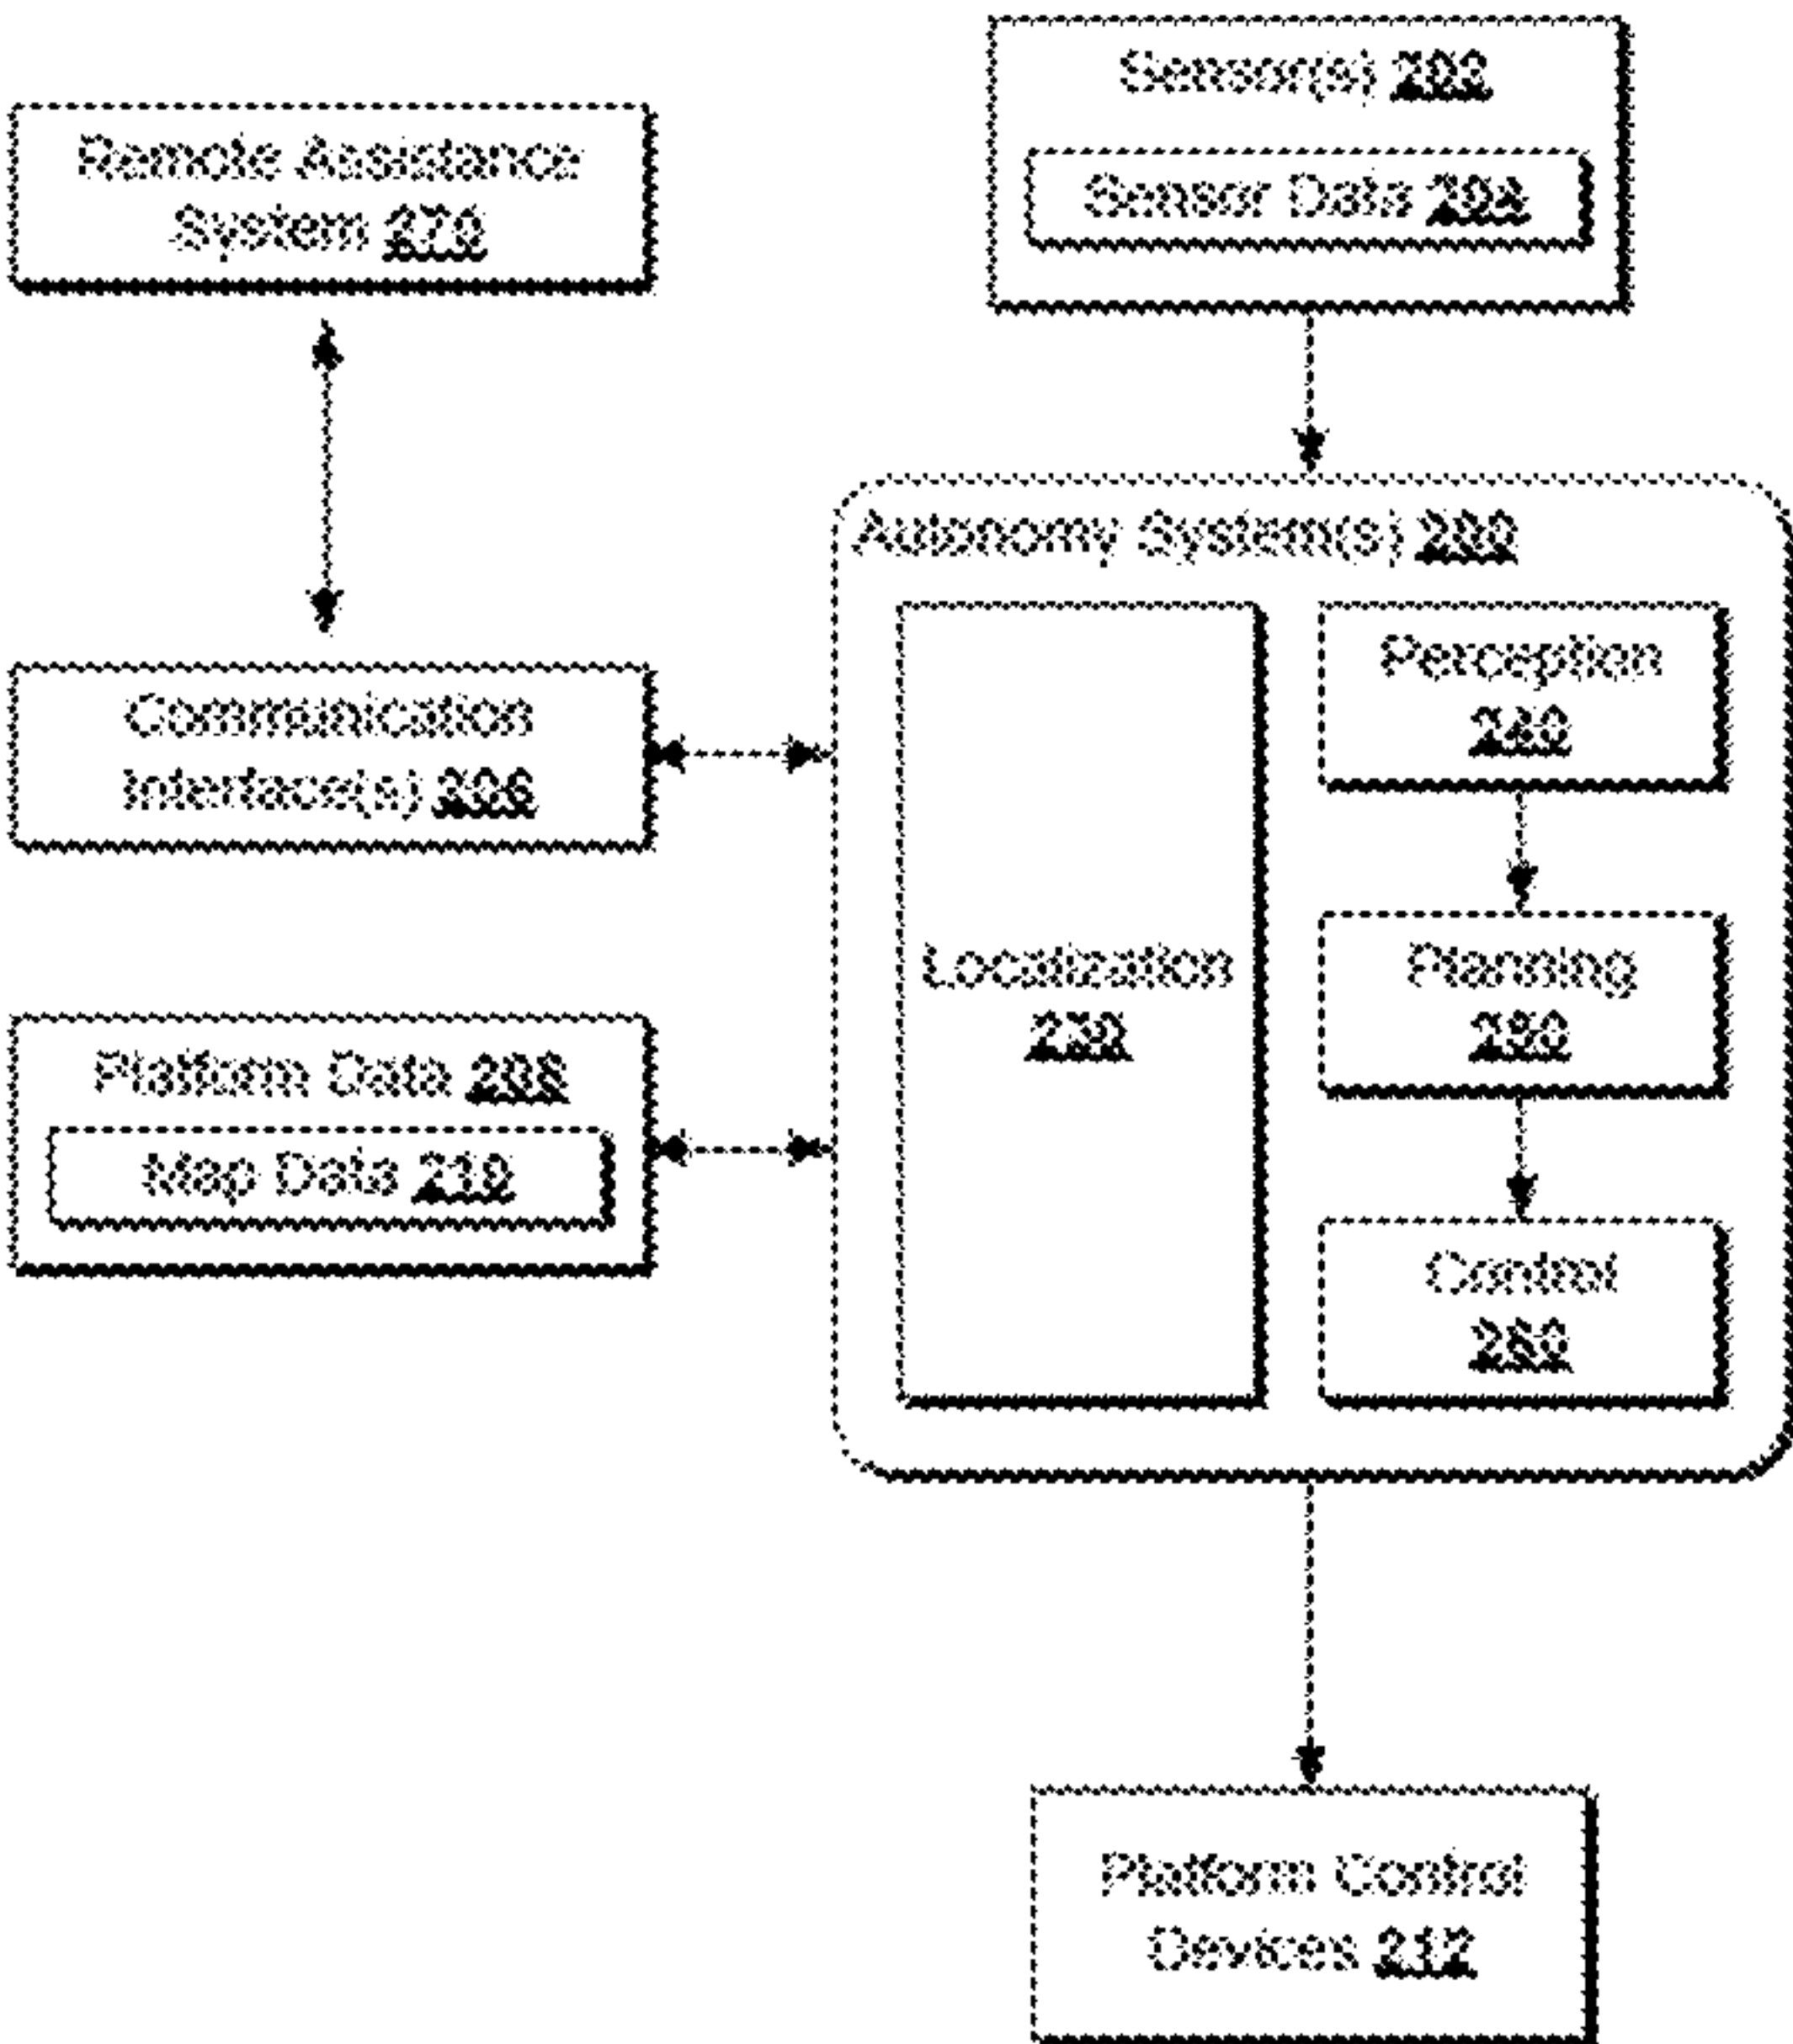 Sensor(s) 202
Sensor Data 204
Remote Assistance
System 270
Autonomy System(s) 200
Communication
Interface(s) 206
Localization
230
Perception
240
Planning
250
Control
260
Platform Data 208
Map Data 210
Platform Control
Devices 212